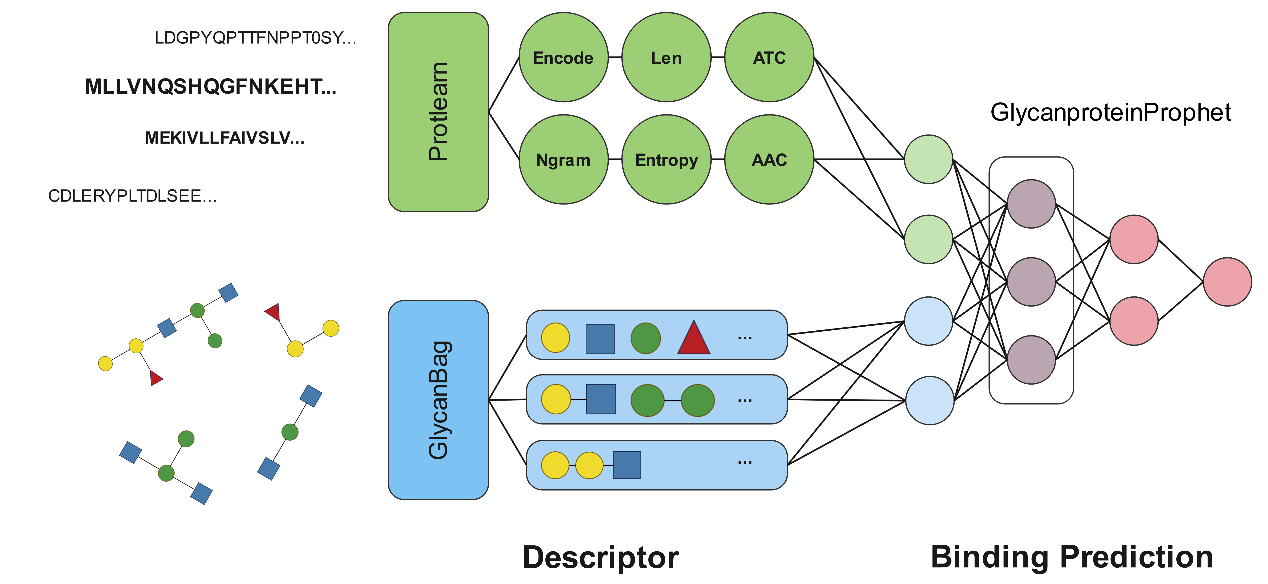 LDGPYQPTTFNPPT0SY...
MLLVNQSHQGFNKEHT...
MEKIVLLFAIVSLV...
CDLERYPLTDLSEE...
Protlearn
Encode Len ATC
Ngram Entropy AAC
GlycanproteinProphet
GlycanBag
...
...
...
Descriptor
Binding Prediction